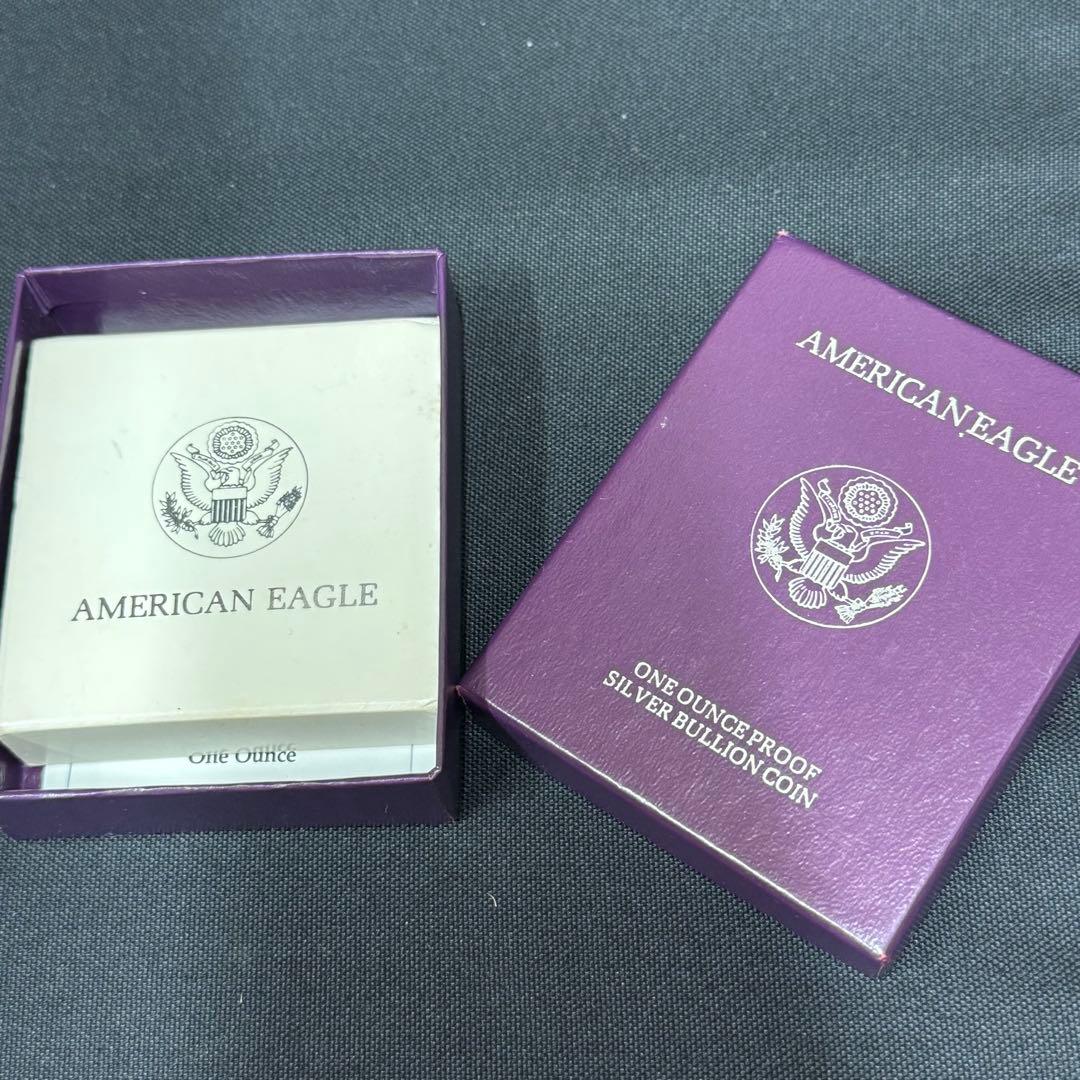 AMERICAN EAGLE
One Ounce
AMERICAN EAGLE
ONE OUNCE PROOF
SILVER BULLION COIN